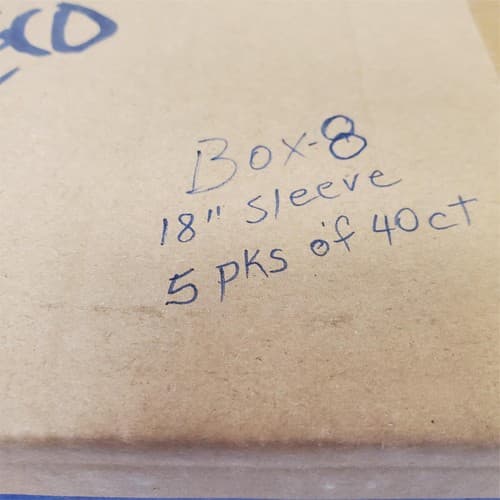 Box-8
18" sleeve
5 pks of 40ct